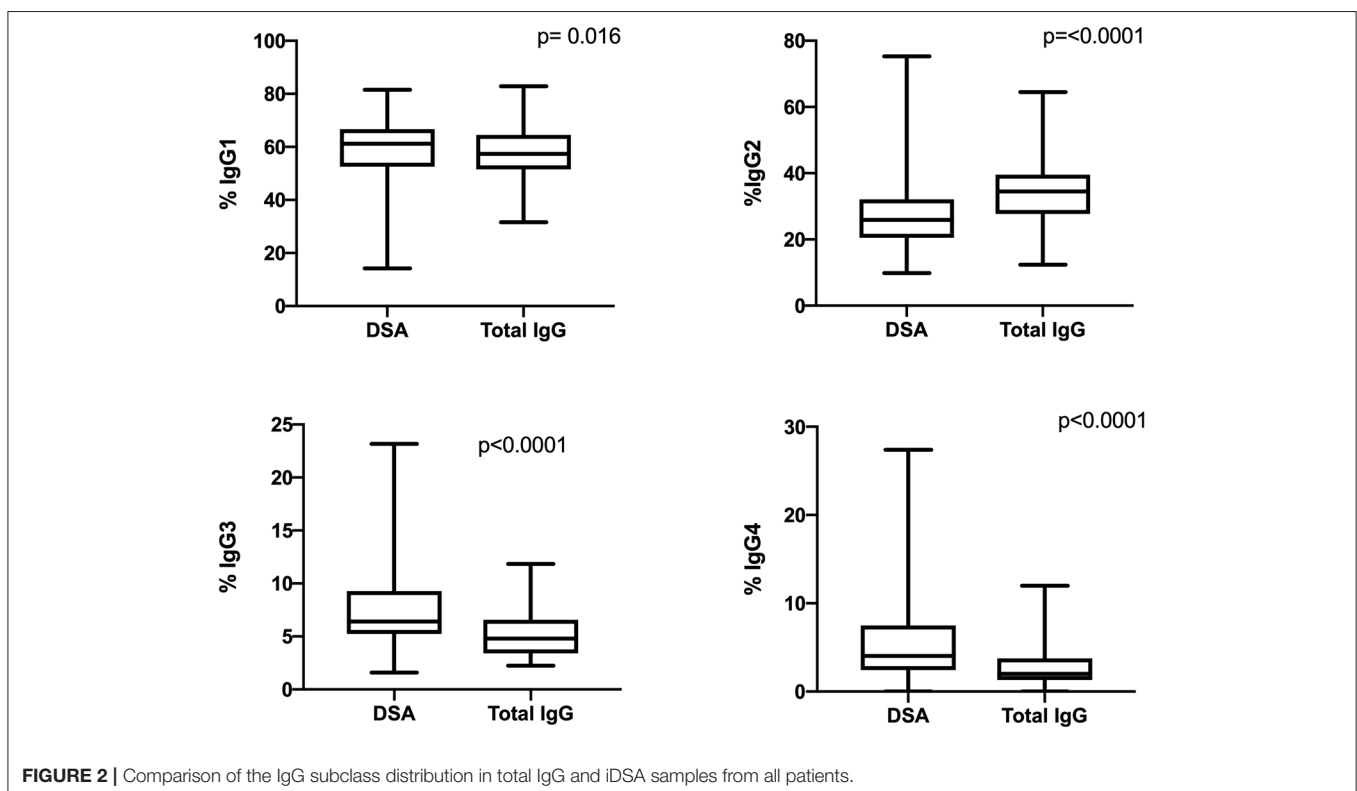 p= 0.016
100
80
60
40
20
0
% IgG1
DSA Total IgG
p=<0.0001
80
60
40
20
0
%IgG2
DSA Total IgG
p<0.0001
25
20
15
10
5
0
% IgG3
DSA Total IgG
p<0.0001
30
20
10
0
% IgG4
DSA Total IgG
FIGURE 2 | Comparison of the IgG subclass distribution in total IgG and iDSA samples from all patients.